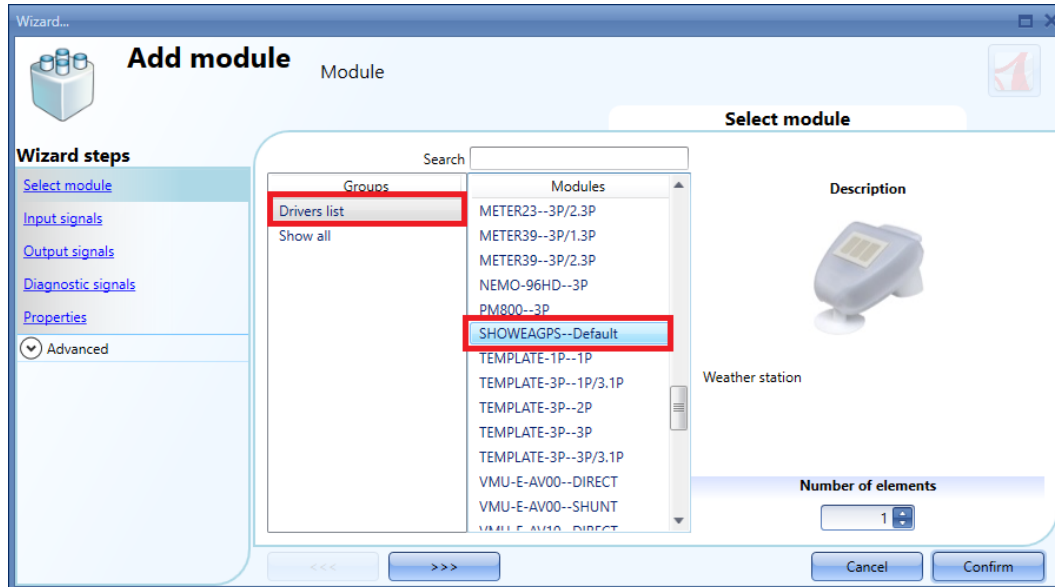 Wizard...
Add module
Module
Select module
Wizard steps
Select module
Input signals
Output signals
Diagnostic signals
Properties
Advanced
Search
Groups
Drivers list
Show all
Modules
METER23--3P/2.3P
METER39--3P/1.3P
METER39--3P/2.3P
NEMO-96HD--3P
PM800--3P
SHOWEAGPS--Default
TEMPLATE-1P--1P
TEMPLATE-3P--1P/3.1P
TEMPLATE-3P--2P
TEMPLATE-3P--3P
TEMPLATE-3P--3P/3.1P
VMU-E-AV00--DIRECT
VMU-E-AV00--SHUNT
VMU-E-AV10--DIRECT
Description
Weather station
Number of elements
1
<<<
>>>
Cancel
Confirm